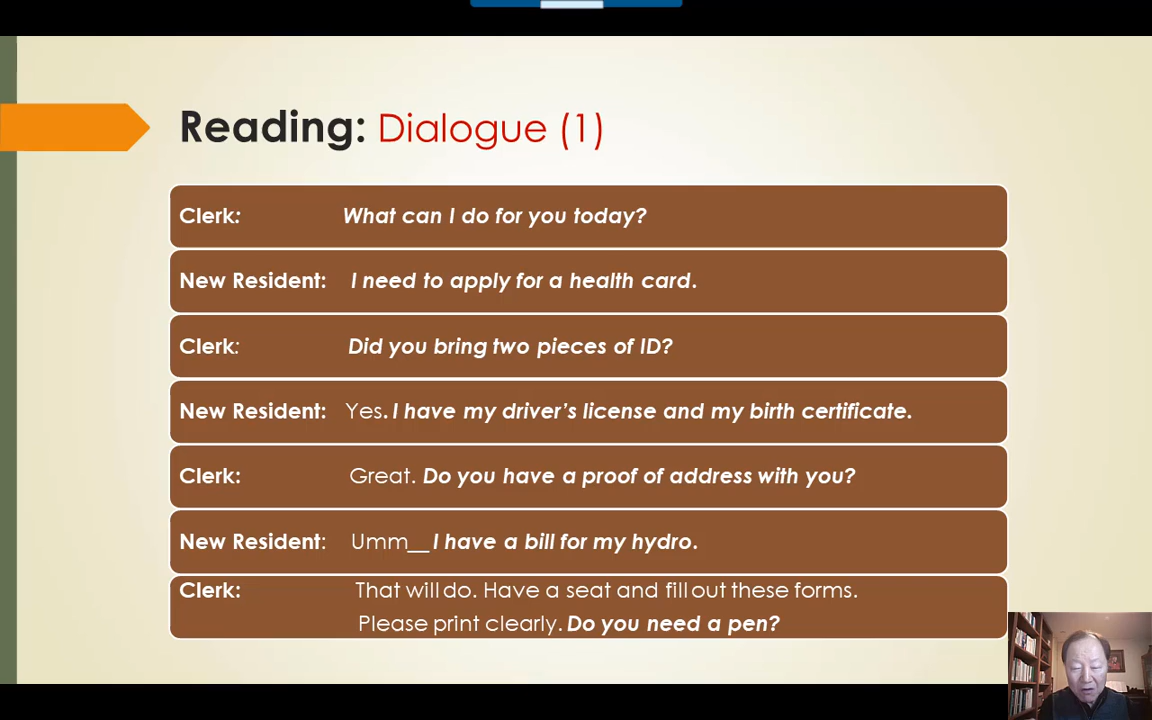 Reading: Dialogue (1)
Clerk: What can I do for you today?
New Resident: I need to apply for a health card.
Clerk: Did you bring two pieces of ID?
New Resident: Yes. I have my driver's license and my birth certificate.
Clerk: Great. Do you have a proof of address with you?
New Resident: Umm__ I have a bill for my hydro.
Clerk: That will do. Have a seat and fill out these forms.
Please print clearly. Do you need a pen?